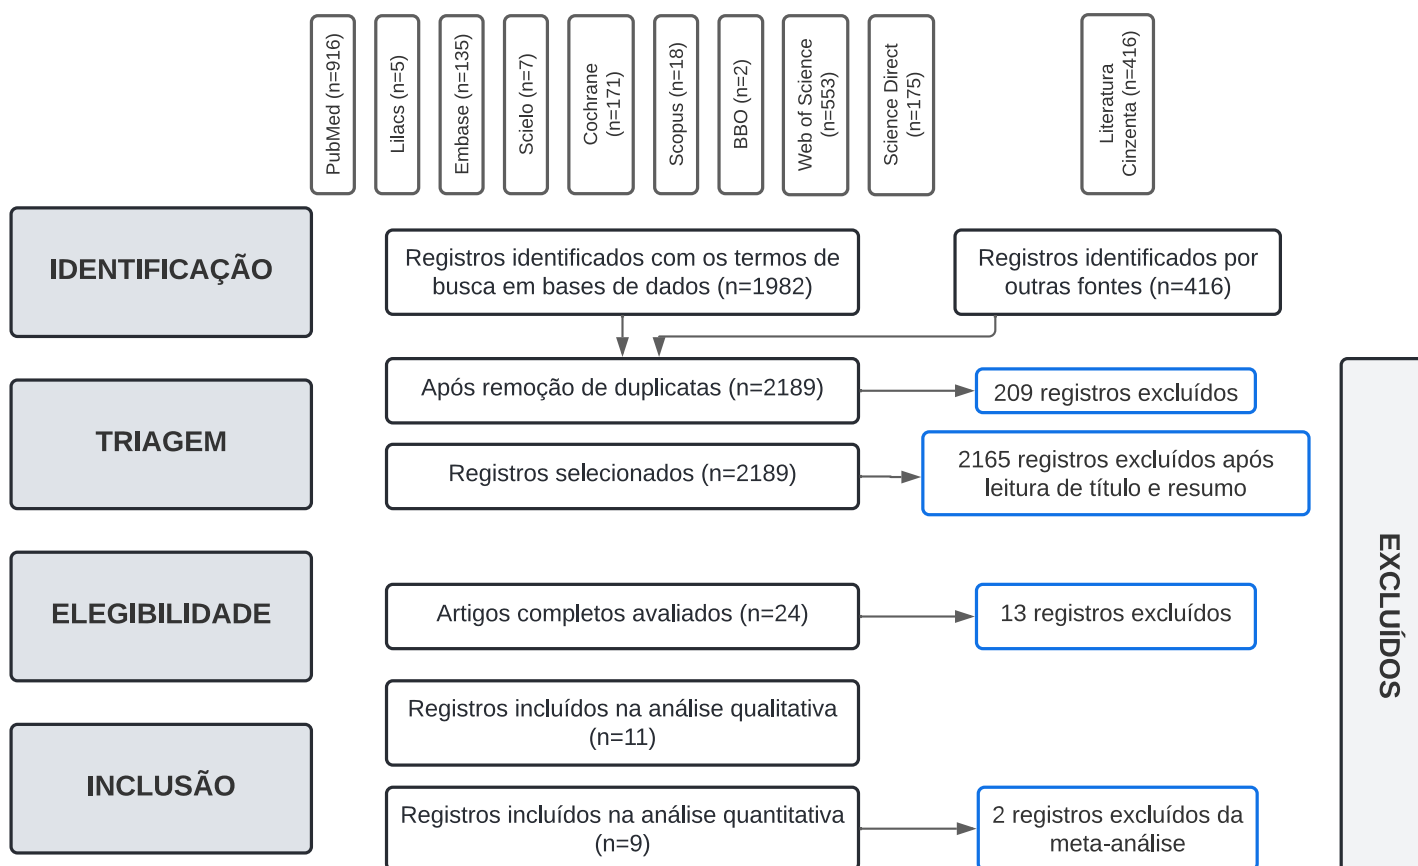 PubMed (n=916)
Lilacs (n=5)
Embase (n=135)
Scielo (n=7)
Cochrane
(n=171)
Scopus (n=18)
BBO (n=2)
Web of Science
(n=553)
Science Direct
(n=175)
Literatura
Cinzenta (n=416)
IDENTIFICAÇÃO
Registros identificados com os termos de
busca em bases de dados (n=1982)
Registros identificados por
outras fontes (n=416)
TRIAGEM
Após remoção de duplicatas (n=2189)
209 registros excluídos
Registros selecionados (n=2189)
2165 registros excluídos após
leitura de título e resumo
ELEGIBILIDADE
Artigos completos avaliados (n=24)
13 registros excluídos
EXCLUÍDOS
INCLUSÃO
Registros incluídos na análise qualitativa
(n=11)
Registros incluídos na análise quantitativa
(n=9)
2 registros excluídos da
meta-análise